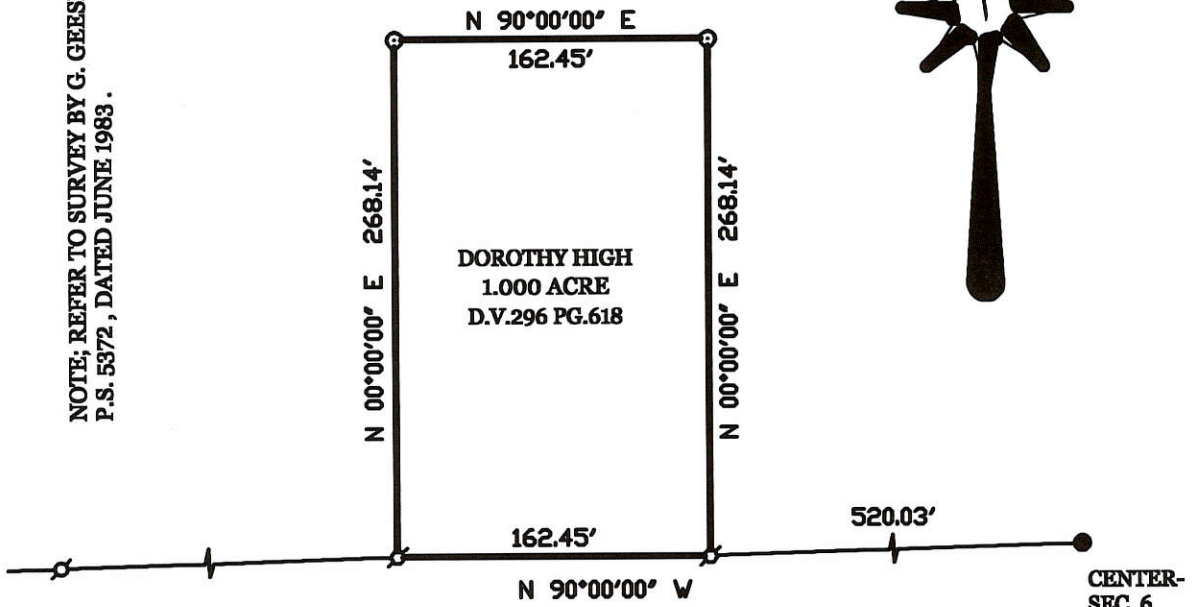 NOTE; REFER TO SURVEY BY G. GEES
P.S. 5372 , DATED JUNE 1983 .
N 90°00'00" E
162.45'
N 00°00'00" E 268.14'
DOROTHY HIGH
1.000 ACRE
D.V.296 PG.618
N 00°00'00" E 268.14'
162.45'
N 90°00'00" W
520.03'
CENTER-
SEC. 6